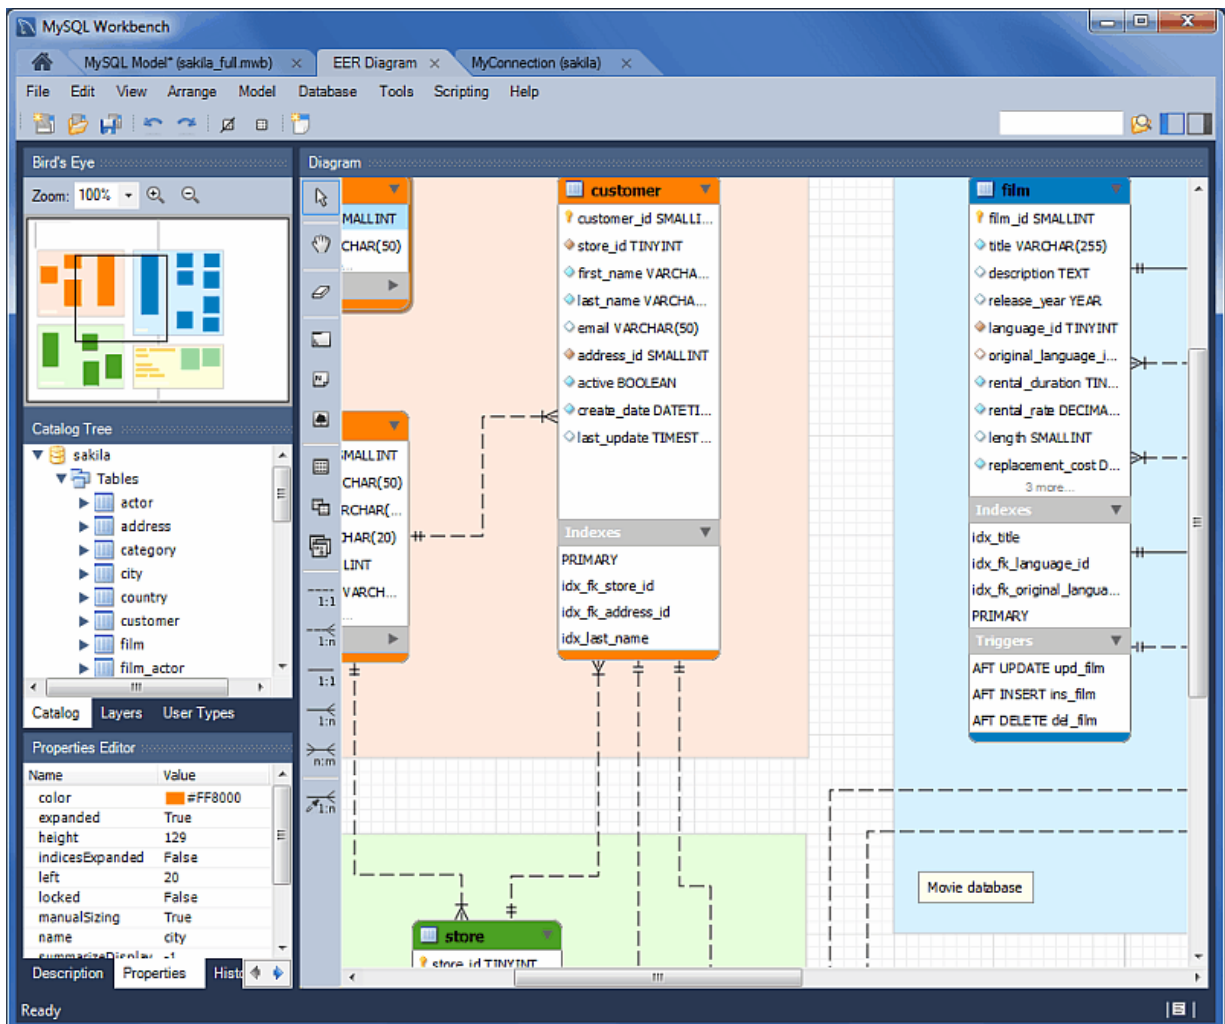 MySQL Workbench
MySQL Model* (sakila_full.mwb)
EER Diagram
MyConnection (sakila)
File Edit View Arrange Model Database Tools Scripting Help
Bird's Eye
Zoom: 100%
Catalog Tree
sakila
Tables
actor
address
category
city
country
customer
film
film_actor
Catalog Layers User Types
Properties Editor
Name Value
color #FF8000
expanded True
height 129
indicesExpanded False
left 20
locked False
manualSizing True
name city
summarizeDisplay -1
Description Properties Histo
Diagram
1:1
1:n
1:1
1:n
n:m
1:n
MALLINT
CHAR(50)
...
SMALLINT
CHAR(50)
RCHAR(...
HAR(20)
LINT
VARCH...
...
customer
customer_id SMALLI...
store_id TINYINT
first_name VARCHA...
last_name VARCHA...
email VARCHAR(50)
address_id SMALLINT
active BOOLEAN
create_date DATETI...
last_update TIMEST...
Indexes
PRIMARY
idx_fk_store_id
idx_fk_address_id
idx_last_name
store
store_id TINYINT
film
film_id SMALLINT
title VARCHAR(255)
description TEXT
release_year YEAR
language_id TINYINT
original_language_i...
rental_duration TIN...
rental_rate DECIMA...
length SMALLINT
replacement_cost D...
3 more...
Indexes
idx_title
idx_fk_language_id
idx_fk_original_langua...
PRIMARY
Triggers
AFT UPDATE upd_film
AFT INSERT ins_film
AFT DELETE del_film
Movie database
Ready